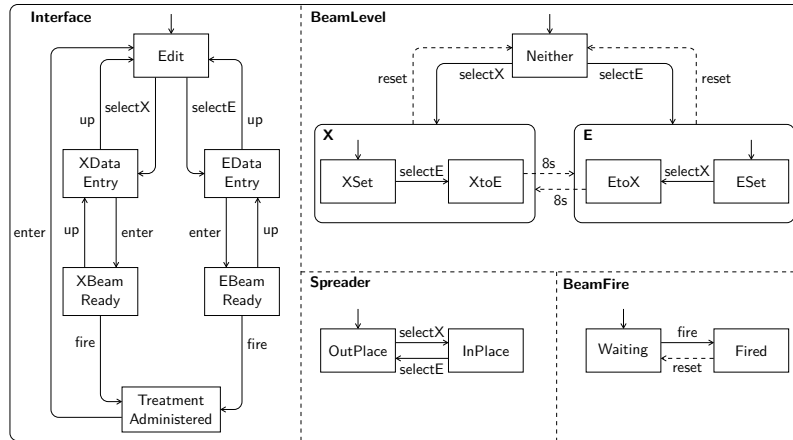 Interface
Edit
selectX
selectE
up
up
XData
Entry
EData
Entry
enter
up
enter
enter
up
XBeam
Ready
EBeam
Ready
fire
fire
Treatment
Administered
BeamLevel
Neither
reset
selectX
selectE
reset
X
XSet
selectE
XtoE
8s
8s
E
EtoX
selectX
ESet
Spreader
OutPlace
selectX
selectE
InPlace
BeamFire
Waiting
fire
reset
Fired